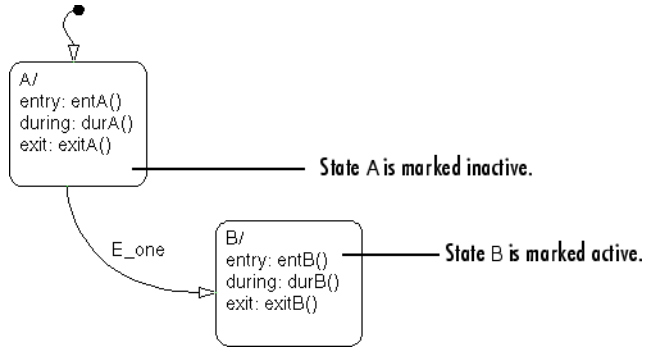 A/
entry: entA()
during: durA()
exit: exitA()
State A is marked inactive.
E_one
B/
entry: entB()
during: durB()
exit: exitB()
State B is marked active.